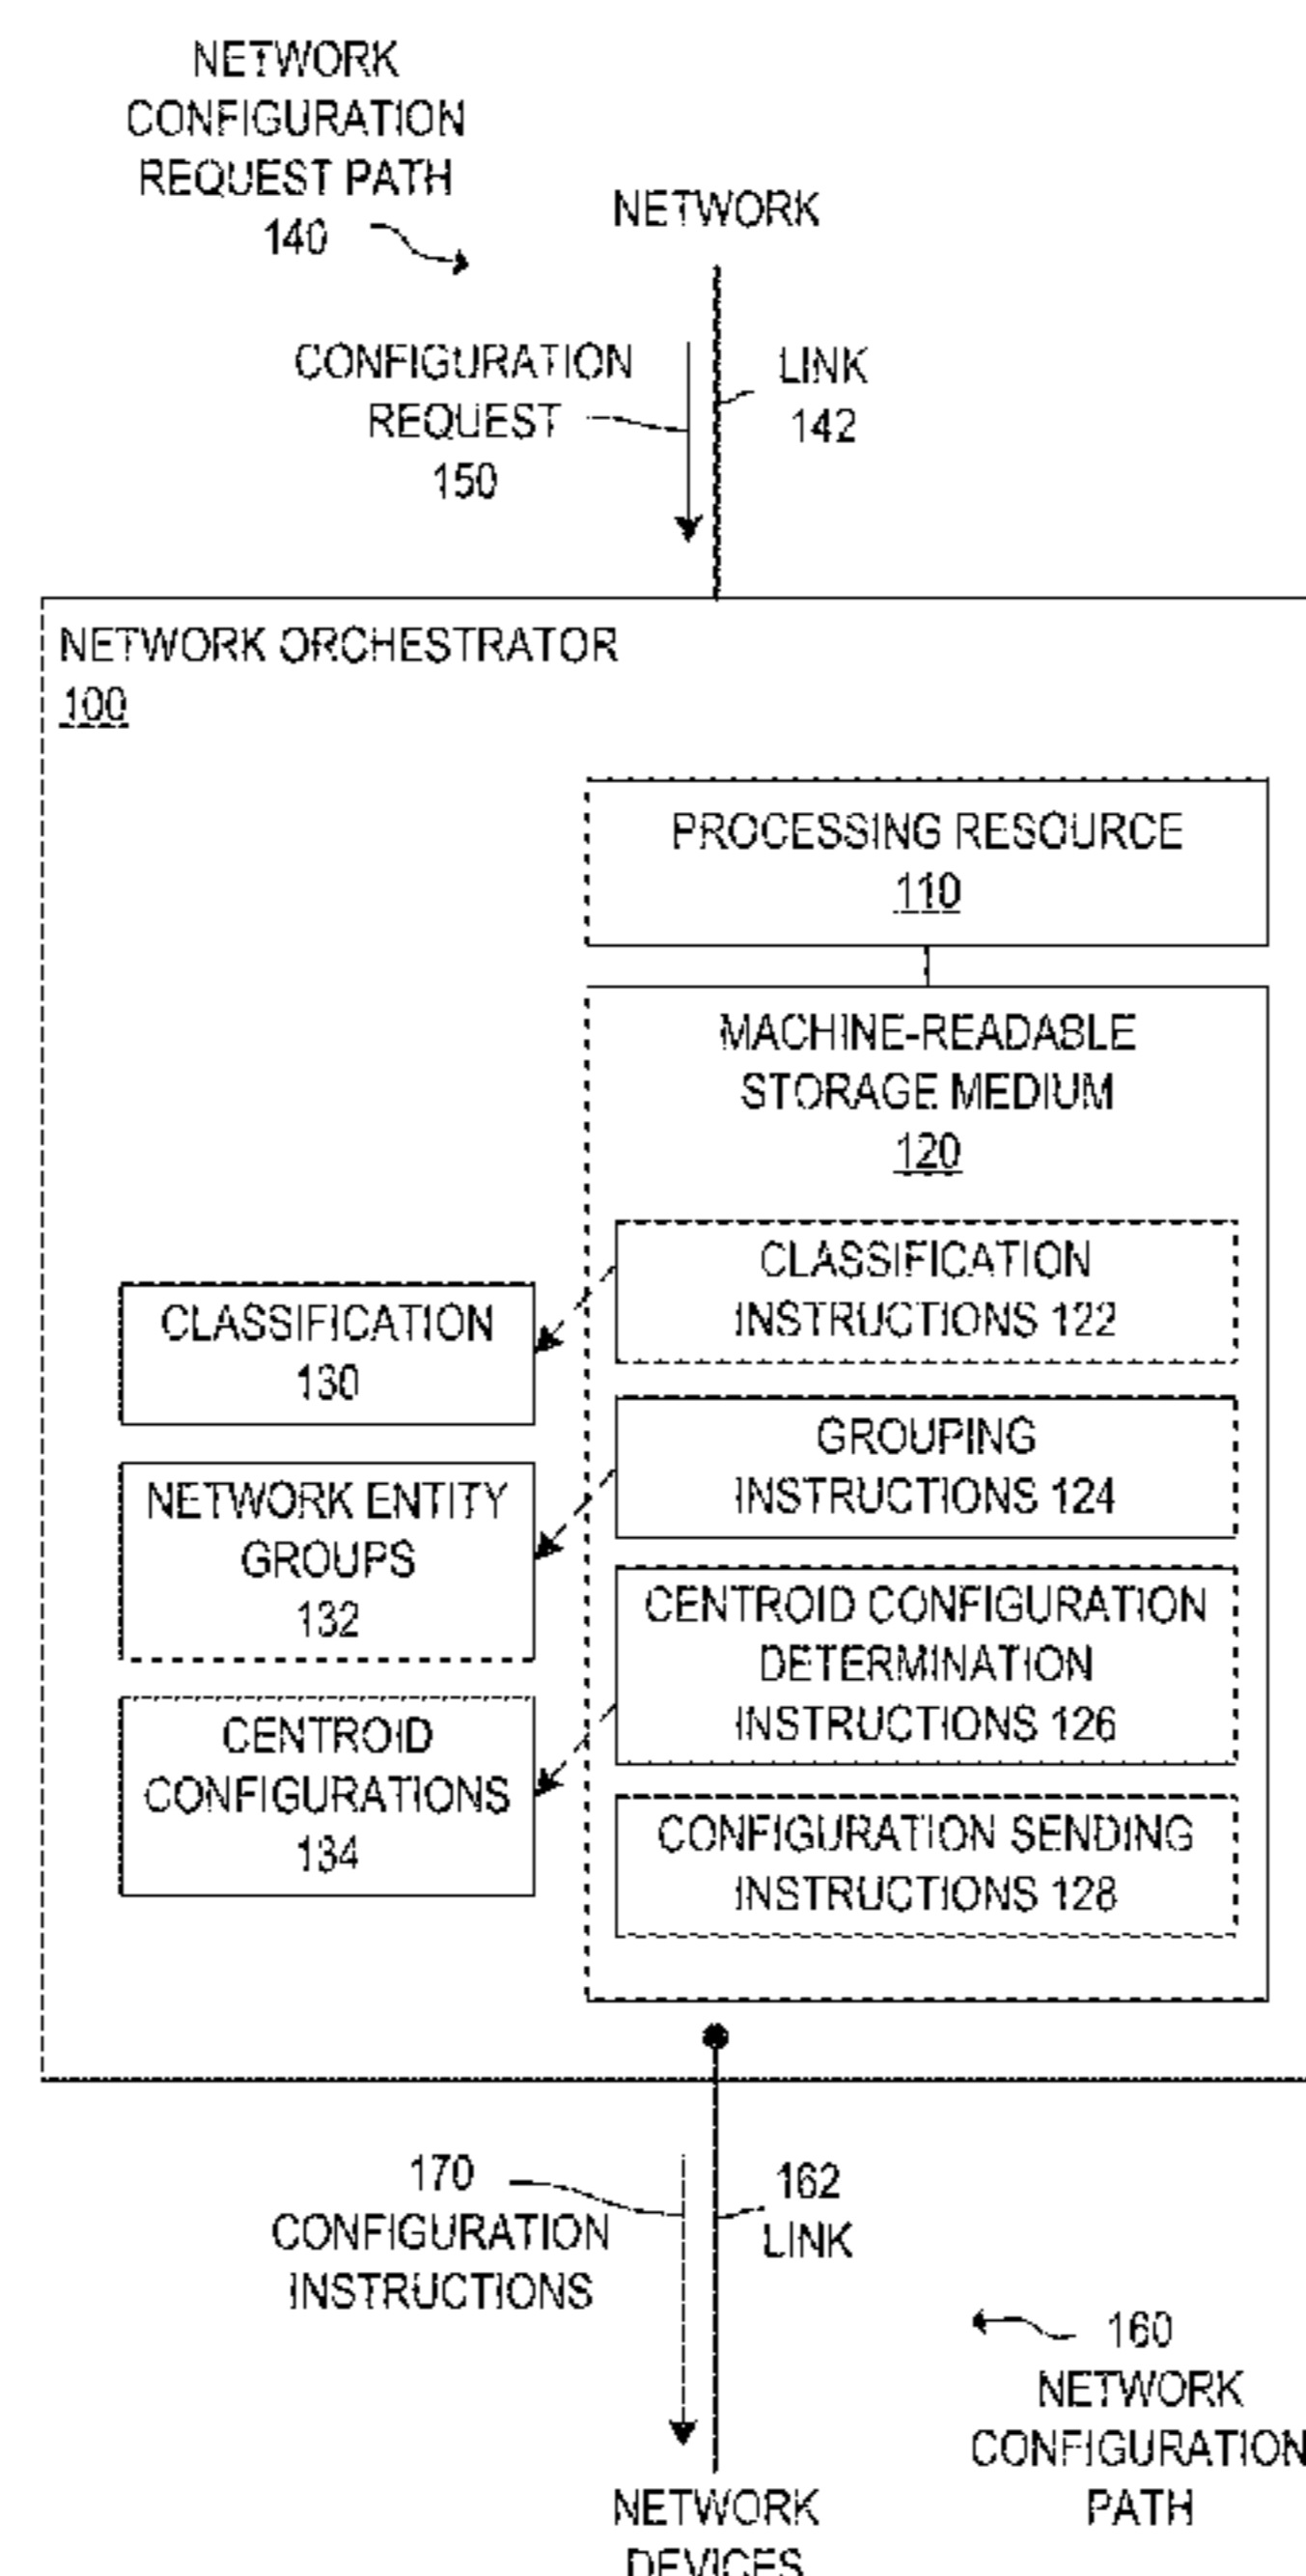 NETWORK
CONFIGURATION
REQUEST PATH
140
NETWORK
CONFIGURATION
REQUEST
150
LINK
142
NETWORK ORCHESTRATOR
100
PROCESSING RESOURCE
110
MACHINE-READABLE
STORAGE MEDIUM
120
CLASSIFICATION
INSTRUCTIONS 122
CLASSIFICATION
130
GROUPING
INSTRUCTIONS 124
NETWORK ENTITY
GROUPS
132
CENTROID CONFIGURATION
DETERMINATION
INSTRUCTIONS 126
CENTROID
CONFIGURATIONS
134
CONFIGURATION SENDING
INSTRUCTIONS 128
170
CONFIGURATION
INSTRUCTIONS
162
LINK
160
NETWORK
CONFIGURATION
PATH
NETWORK
DEVICES